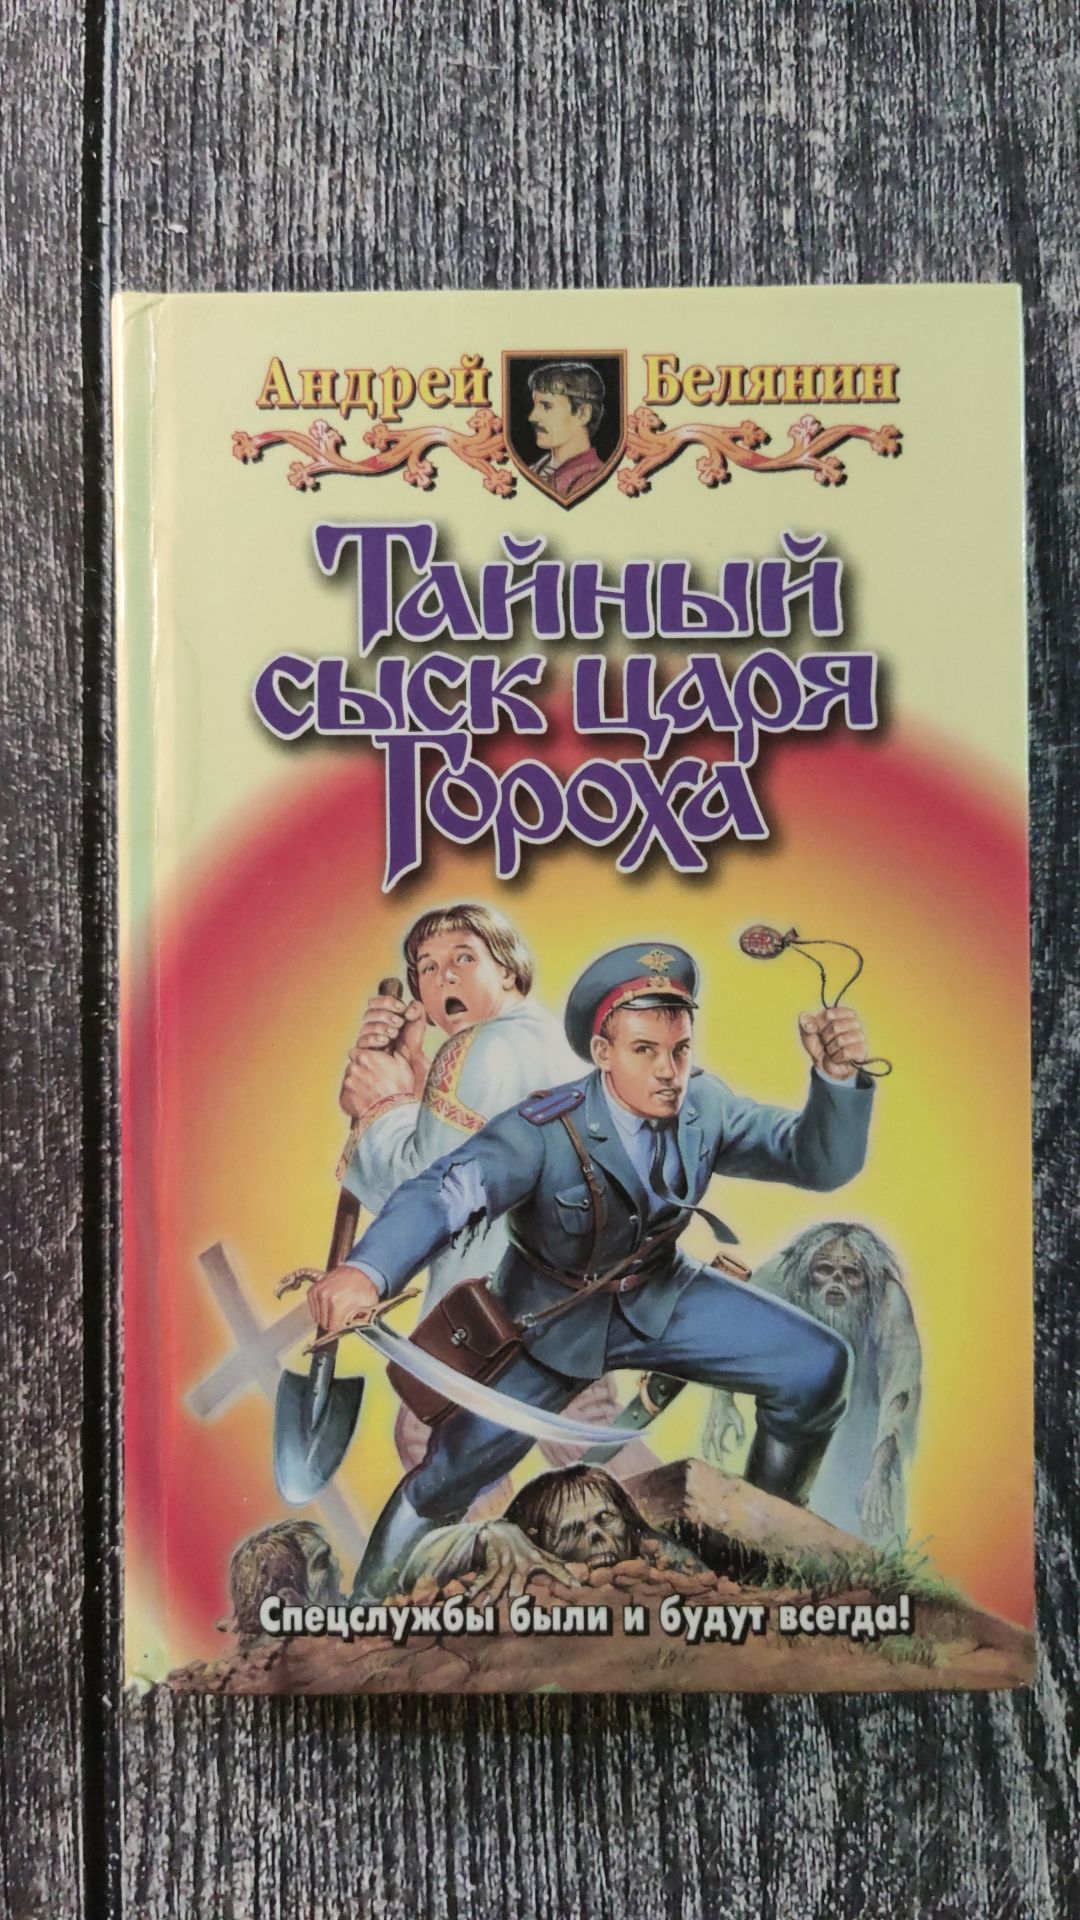 Андрей Белянин
Тайный
сыск царя
Гороха
Спецслужбы были и будут всегда!